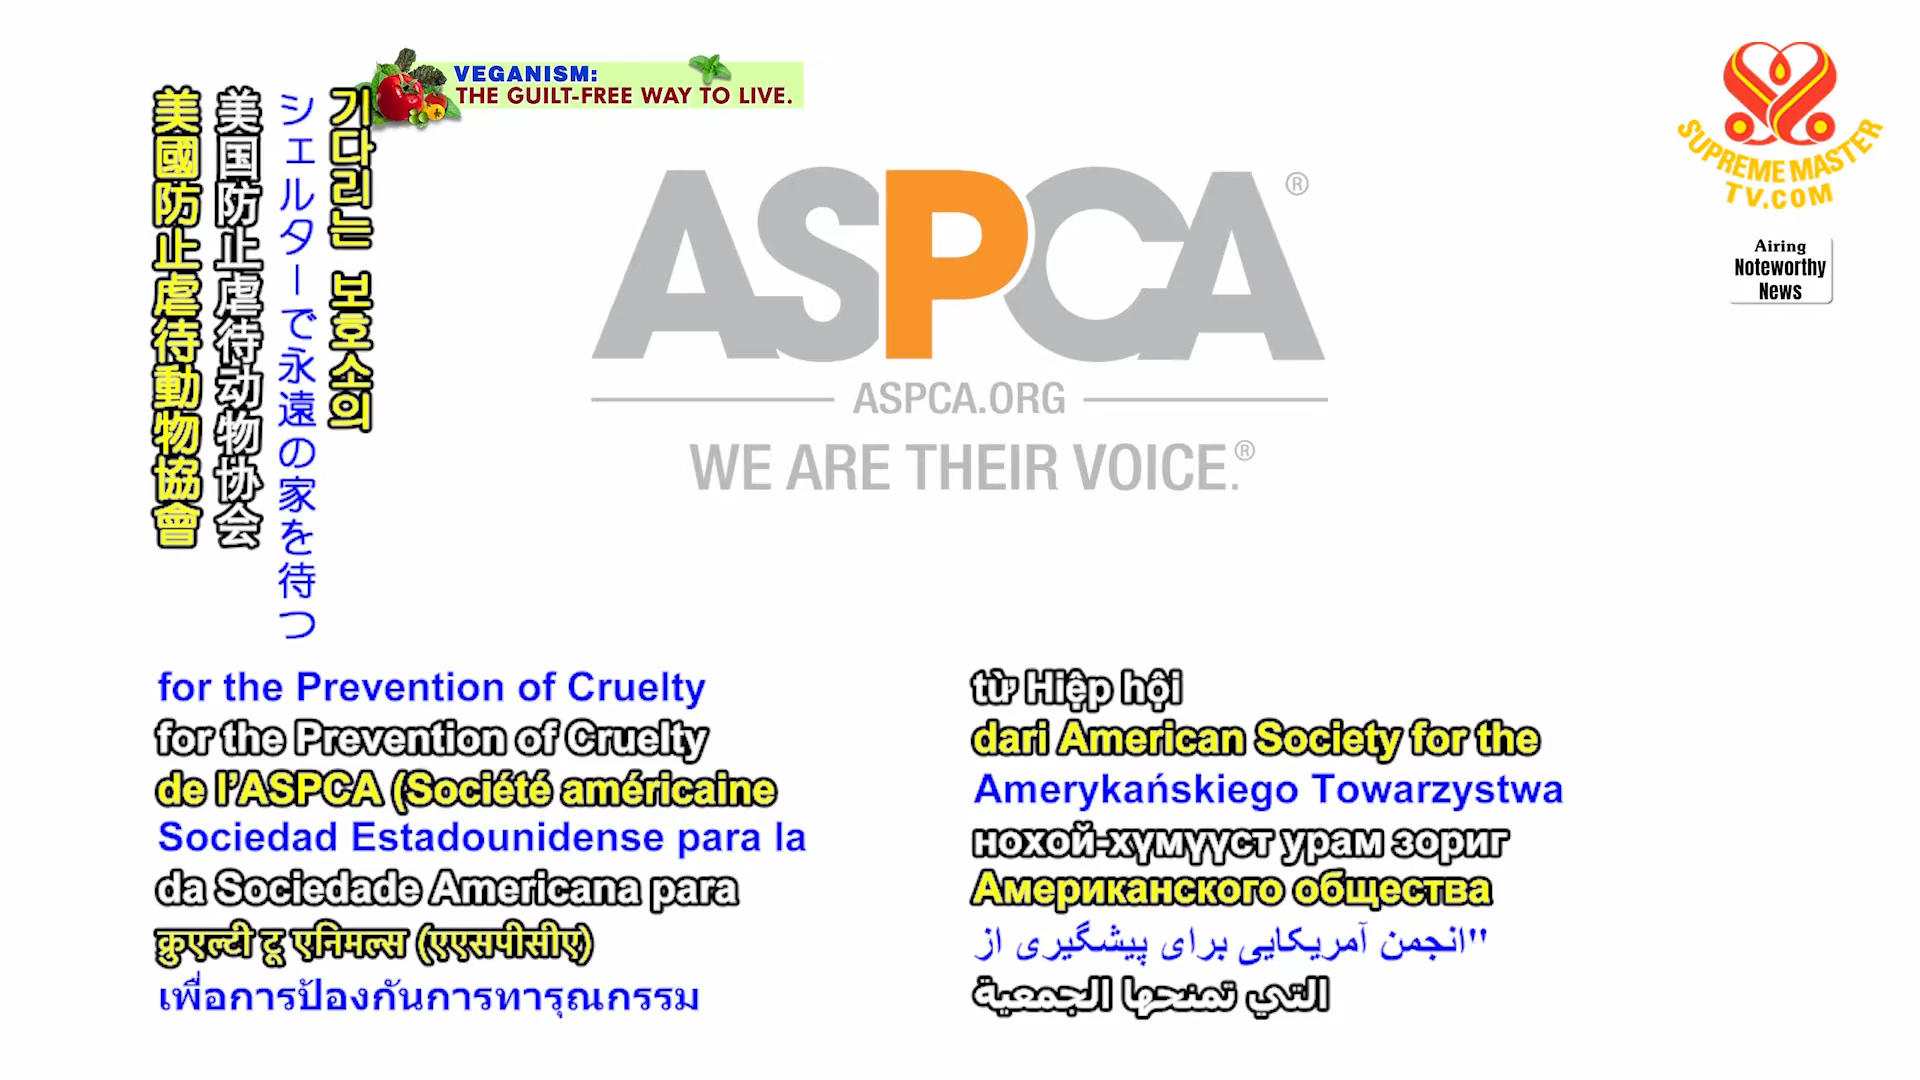 VEGANISM:
THE GUILT-FREE WAY TO LIVE.
SUPREME MASTER
TV.COM
Airing
Noteworthy
News
美國防止虐待動物協會
美国防止虐待动物协会
シェルターで永遠の家を待つ
기다리는 보호소의
ASPCA®
ASPCA.ORG
WE ARE THEIR VOICE.®
for the Prevention of Cruelty
for the Prevention of Cruelty
de l’ASPCA (Société américaine
Sociedad Estadounidense para la
da Sociedade Americana para
क्रुएल्टी टू एनिमल्स (एएसपीसीए)
เพื่อการป้องกันการทารุณกรรม
từ Hiệp hội
dari American Society for the
Amerykańskiego Towarzystwa
нохой-хүмүүст урам зориг
Американского общества
"انجمن آمریکایی برای پیشگیری از
التي تمنحها الجمعية